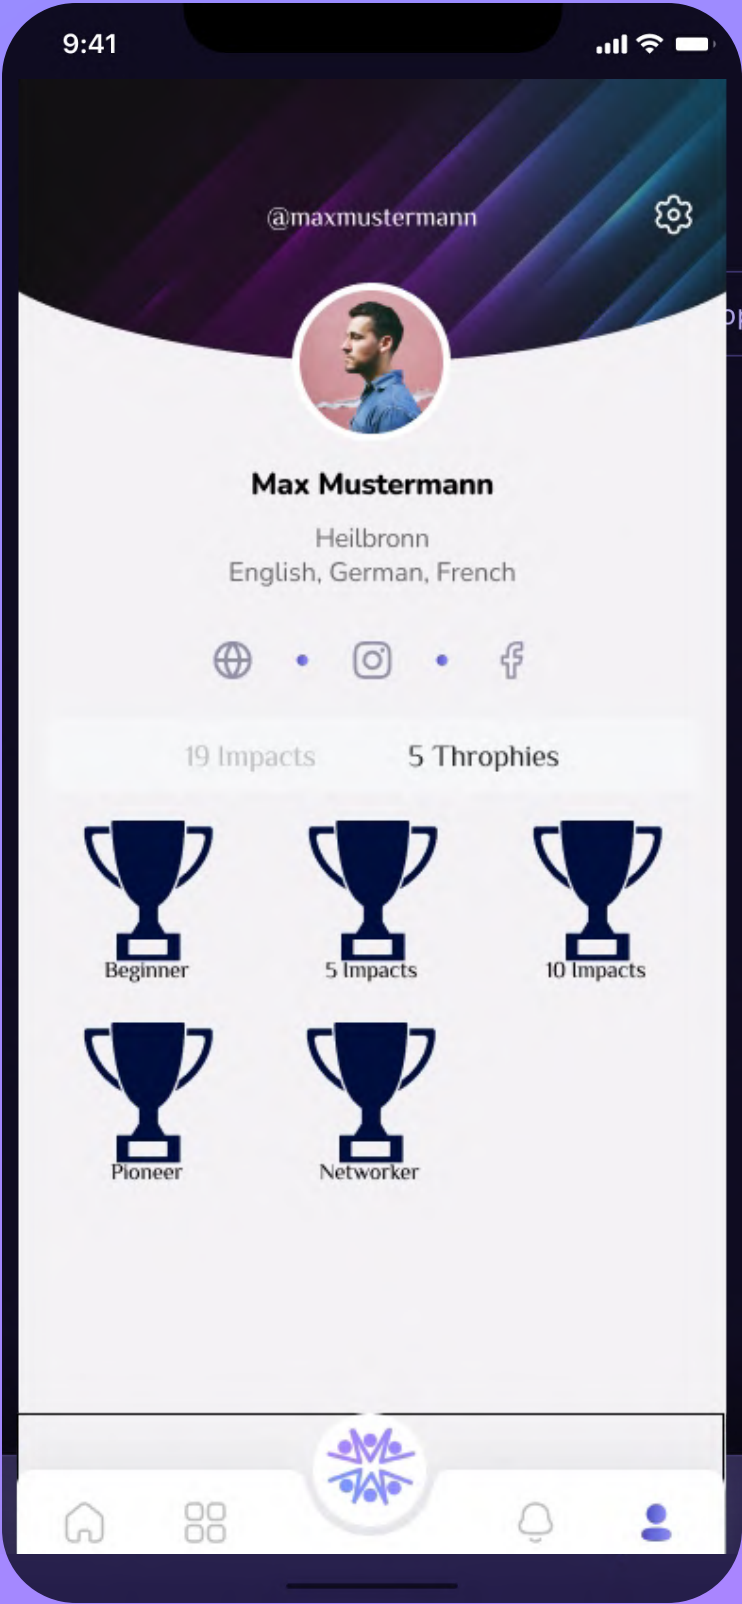 9:41
@maxmustermann
Max Mustermann
Heilbronn
English, German, French
19 Impacts 5 Throphies
Beginner 5 Impacts 10 Impacts
Pioneer Networker